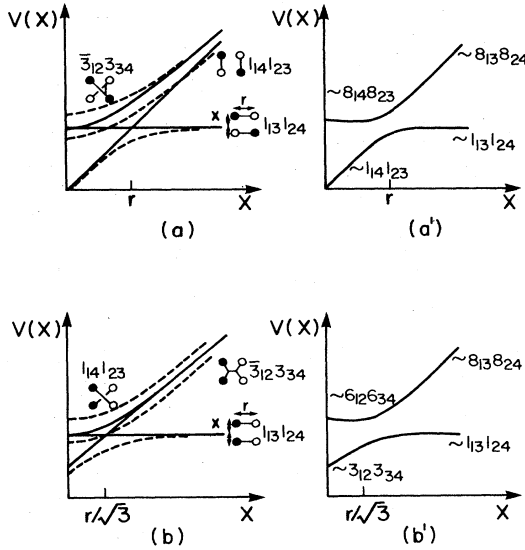 V(X)
3̅₁₂3₃₄
1₁₄1₂₃
r
x
1₁₃1₂₄
r
X
(a)
V(X)
~8₁₃8₂₄
~8₁₄8₂₃
~1₁₃1₂₄
~1₁₄1₂₃
r
X
(a')
V(X)
1₁₄1₂₃
3̅₁₂3₃₄
r
x
1₁₃1₂₄
r/√3
X
(b)
V(X)
~8₁₃8₂₄
~6₁₂6₃₄
~1₁₃1₂₄
~3₁₂3₃₄
r/√3
X
(b')